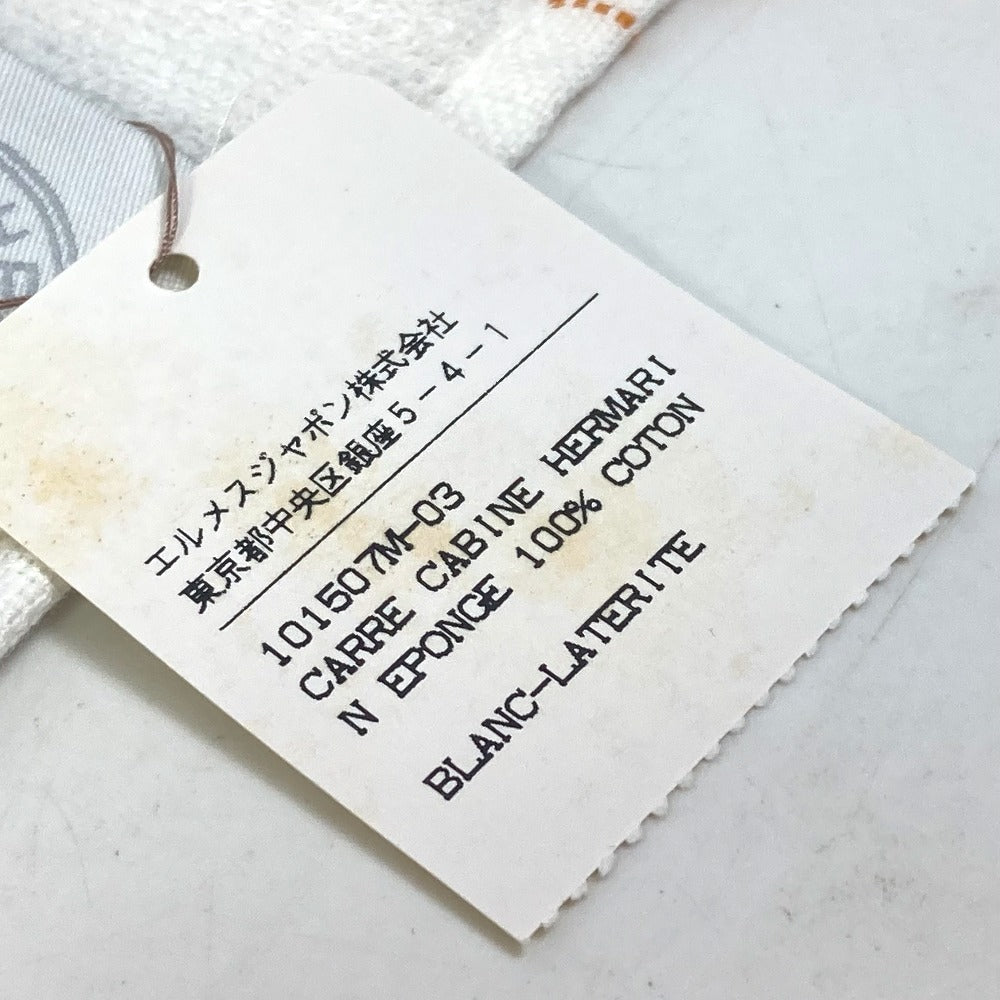 エルメスジャポン株式会社
東京都中央区銀座5-4-1
101507M-03
CARRE CABINE HERMARI
N EPONGE 100% COTON
BLANC-LATERITE